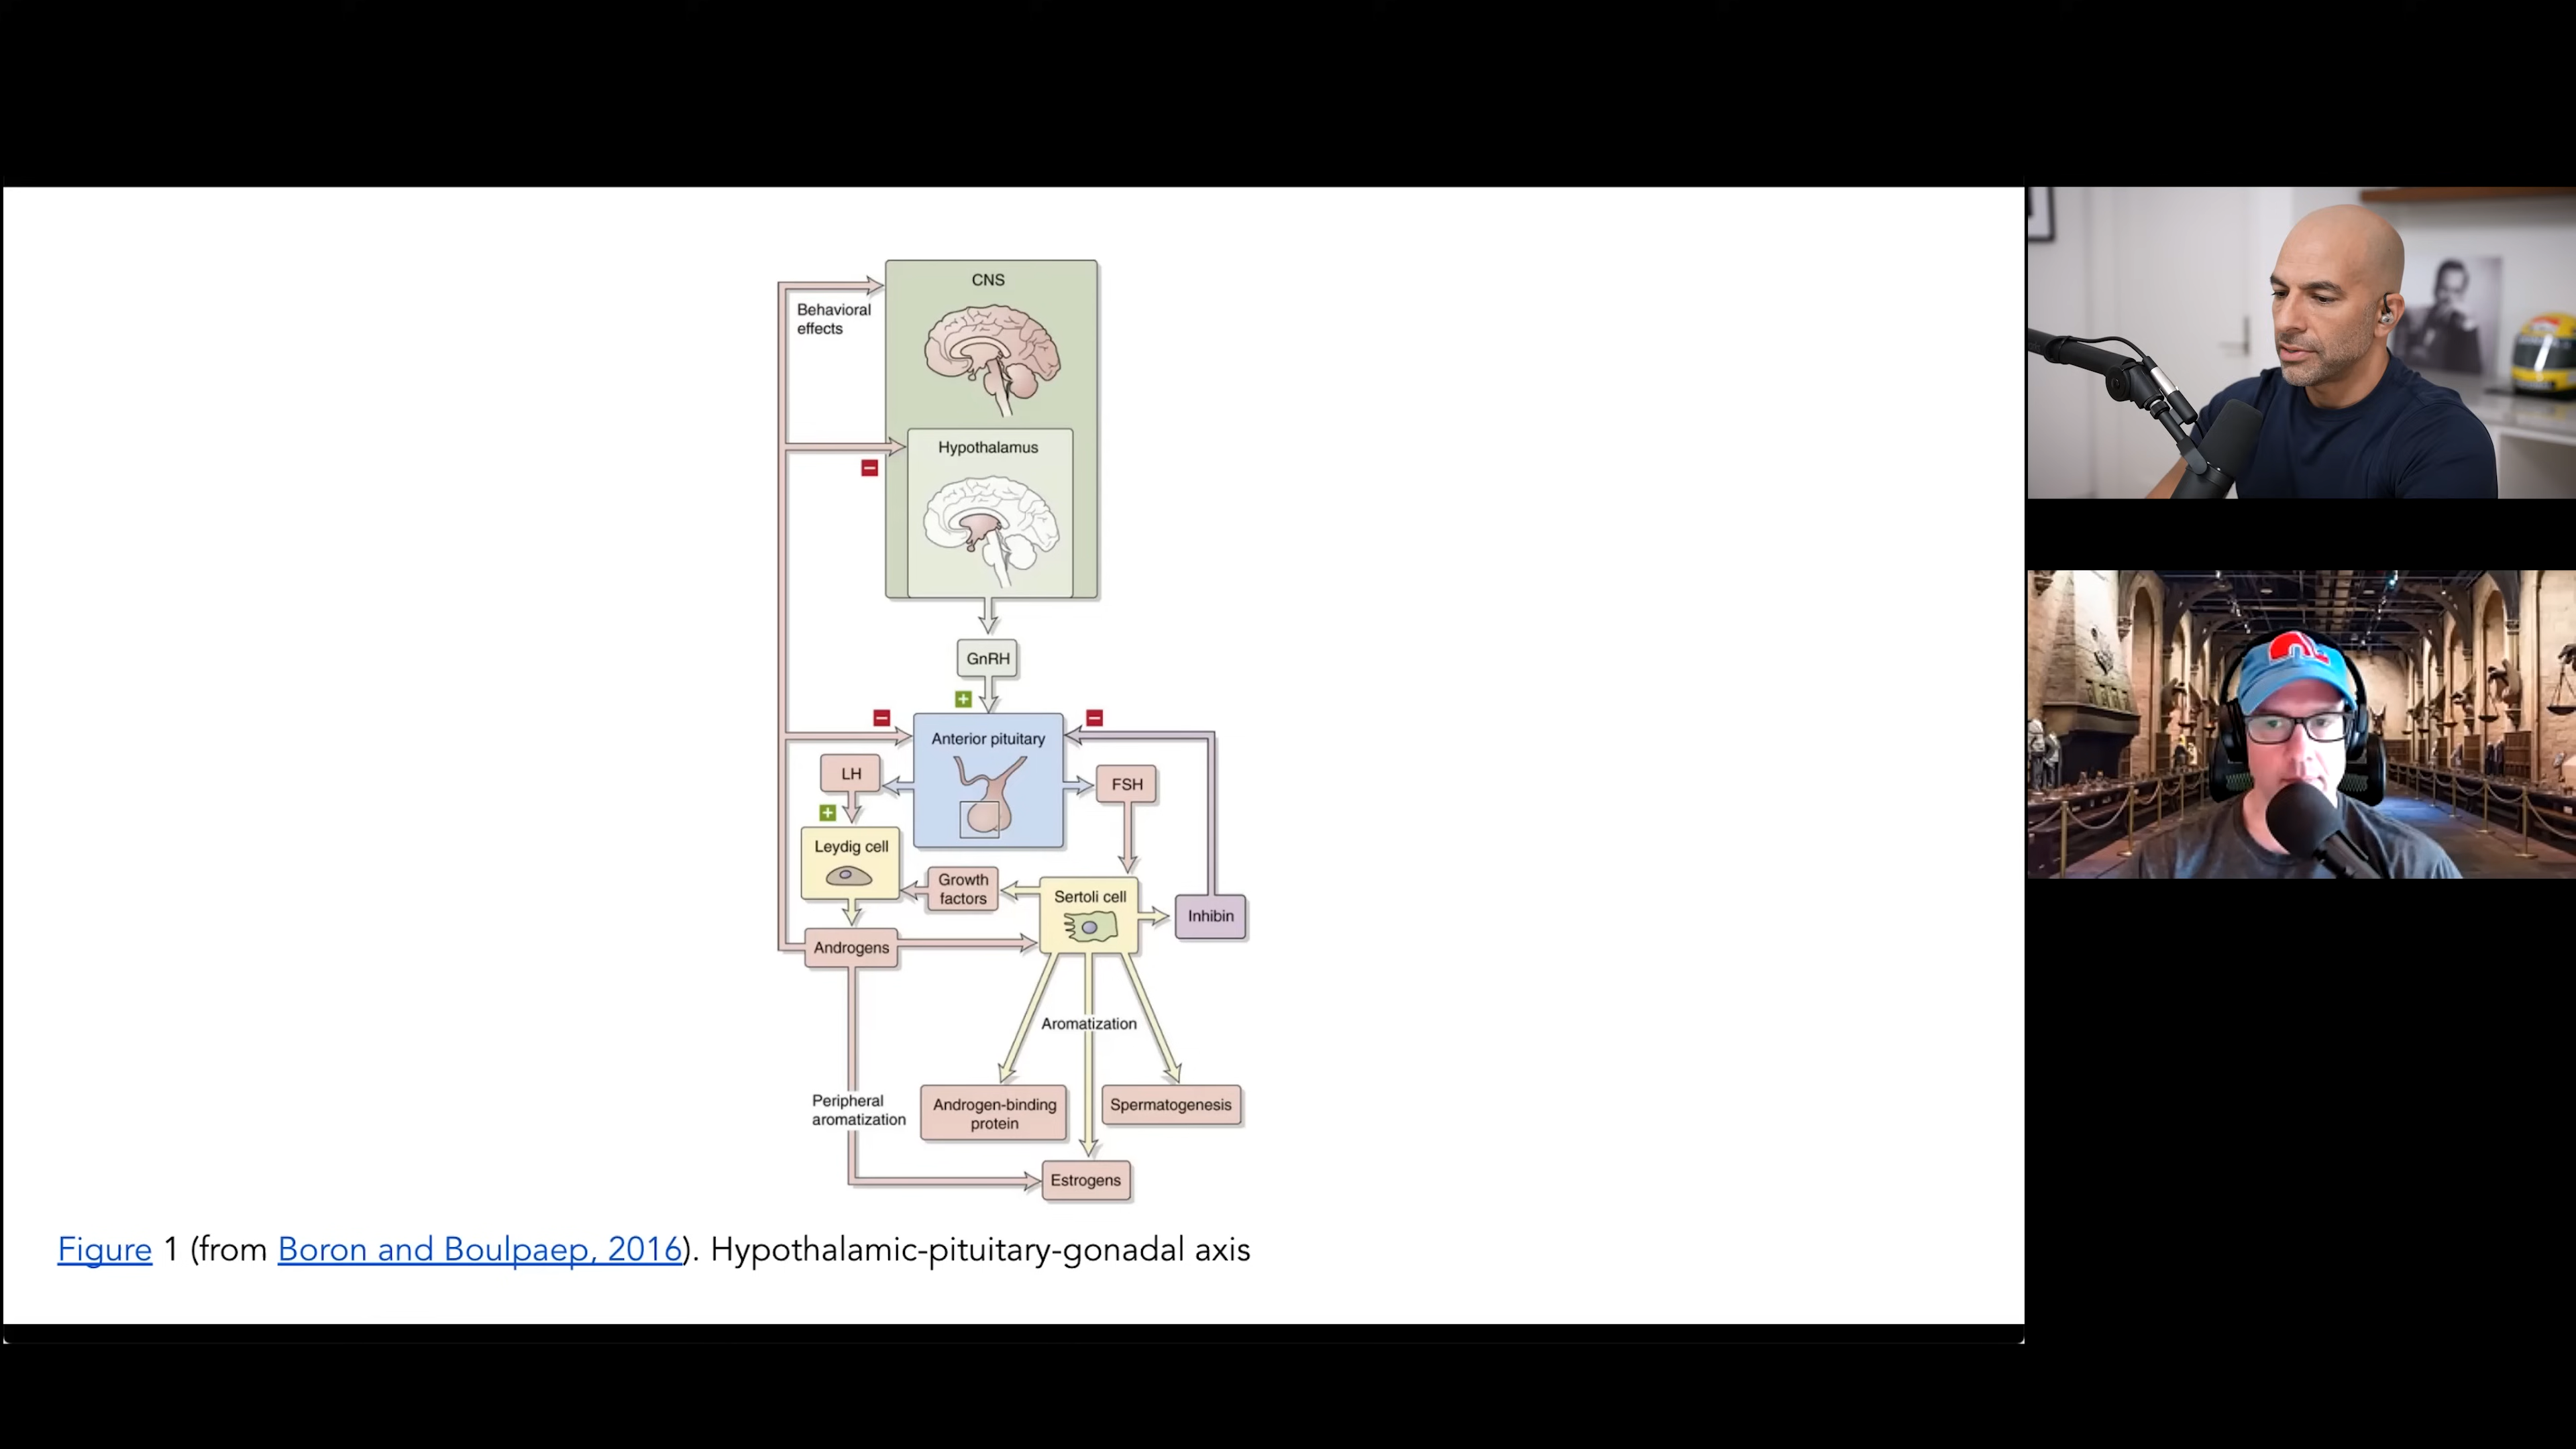 CNS
Behavioral
effects
Hypothalamus
GnRH
Anterior pituitary
LH
FSH
Leydig cell
Growth
factors
Sertoli cell
Inhibin
Androgens
Aromatization
Peripheral
aromatization
Androgen-binding
protein
Spermatogenesis
Estrogens
Figure 1 (from Boron and Boulpaep, 2016). Hypothalamic-pituitary-gonadal axis